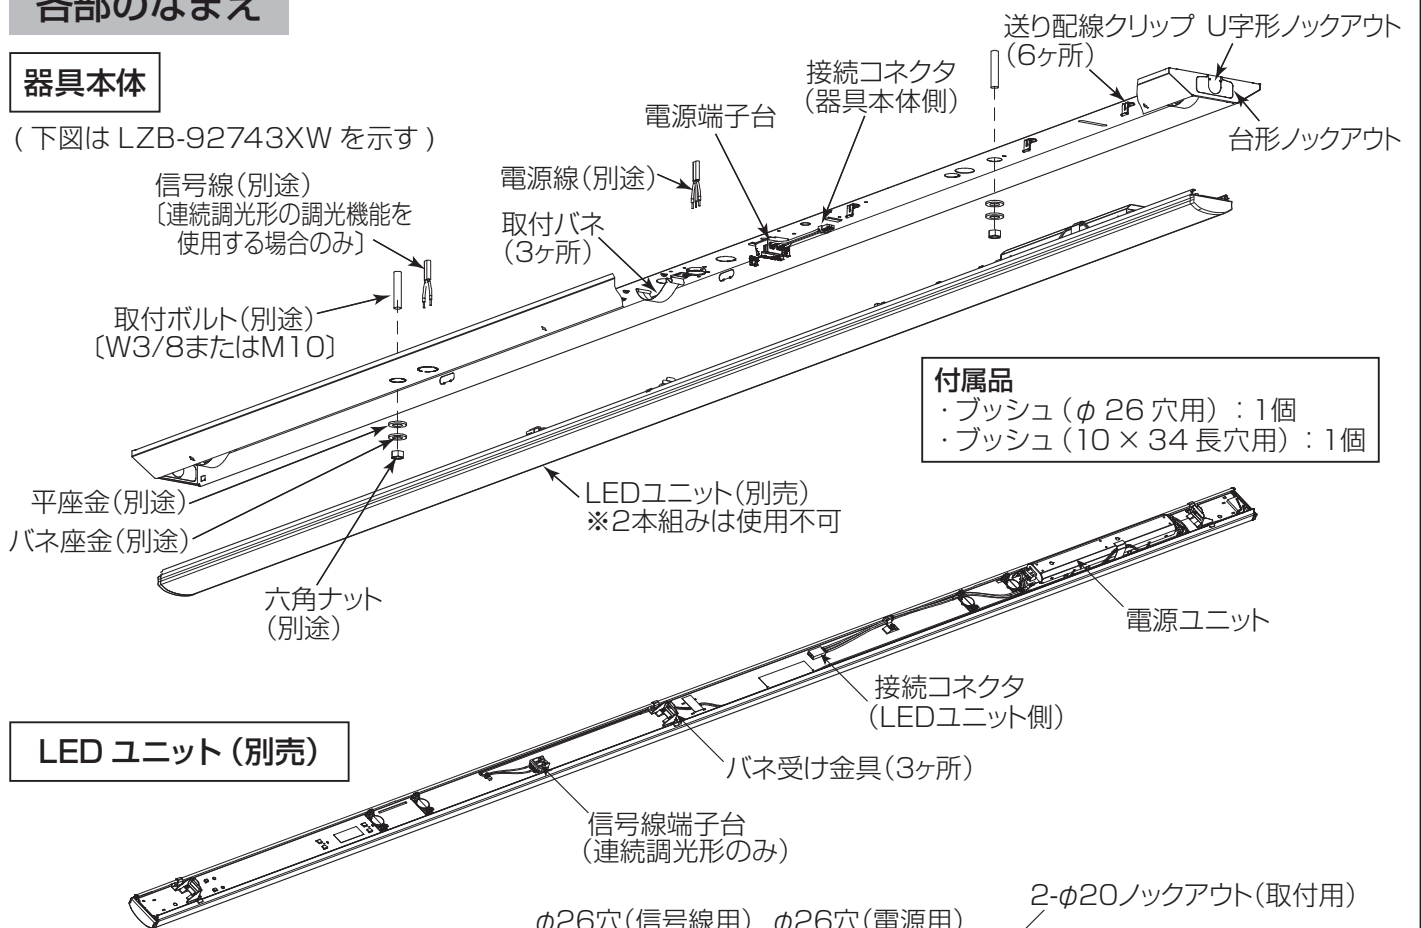 各部のなまえ
器具本体
(下図は LZB-92743XW を示す)
信号線(別途)
〔連続調光形の調光機能を
使用する場合のみ〕
取付ボルト(別途)
〔W3/8またはM10〕
電源線(別途)
取付バネ
(3ヶ所)
電源端子台
接続コネクタ
(器具本体側)
送り配線クリップ
(6ヶ所)
U字形ノックアウト
台形ノックアウト
平座金(別途)
バネ座金(別途)
六角ナット
(別途)
LEDユニット(別売)
※2本組みは使用不可
付属品
・ブッシュ(φ 26 穴用):1個
・ブッシュ(10 × 34 長穴用):1個
LED ユニット(別売)
電源ユニット
接続コネクタ
(LEDユニット側)
バネ受け金具(3ヶ所)
信号線端子台
(連続調光形のみ)
2-φ20ノックアウト(取付用)
φ26穴(信号線用) φ26穴(電源用)